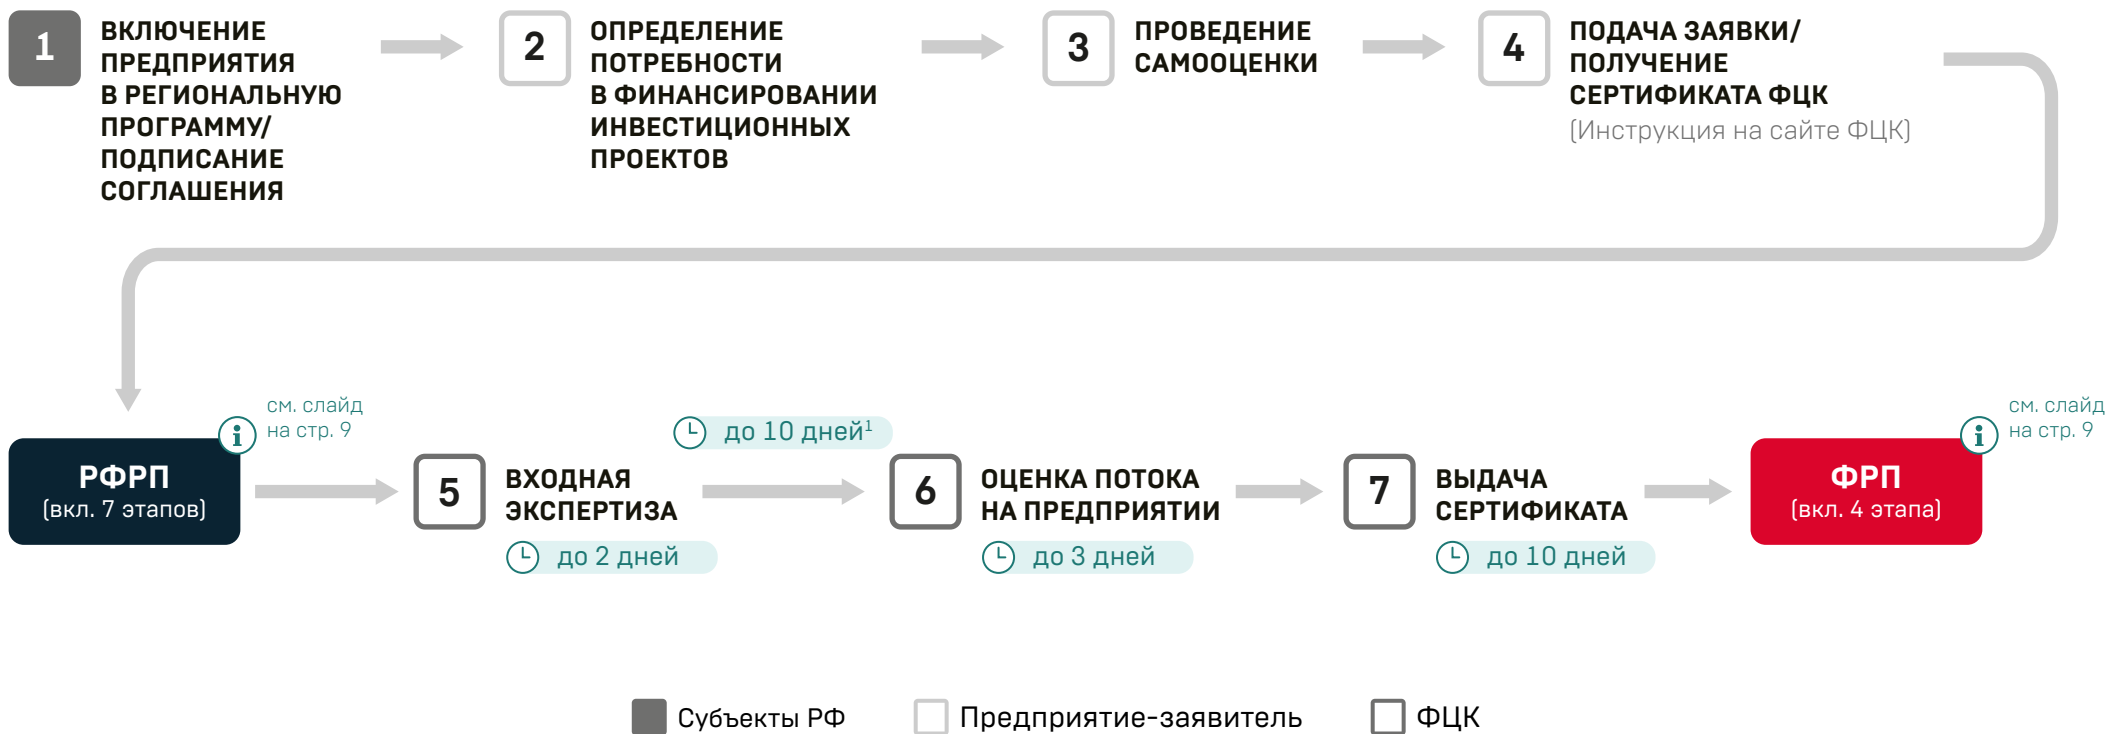 1
ВКЛЮЧЕНИЕ
ПРЕДПРИЯТИЯ
В РЕГИОНАЛЬНУЮ
ПРОГРАММУ/
ПОДПИСАНИЕ
СОГЛАШЕНИЯ
2
ОПРЕДЕЛЕНИЕ
ПОТРЕБНОСТИ
В ФИНАНСИРОВАНИИ
ИНВЕСТИЦИОННЫХ
ПРОЕКТОВ
3
ПРОВЕДЕНИЕ
САМООЦЕНКИ
4
ПОДАЧА ЗАЯВКИ/
ПОЛУЧЕНИЕ
СЕРТИФИКАТА ФЦК
(Инструкция на сайте ФЦК)
РФРП
(вкл. 7 этапов)
см. слайд
на стр. 9
5
ВХОДНАЯ
ЭКСПЕРТИЗА
до 2 дней
до 10 дней¹
6
ОЦЕНКА ПОТОКА
НА ПРЕДПРИЯТИИ
до 3 дней
7
ВЫДАЧА
СЕРТИФИКАТА
до 10 дней
ФРП
(вкл. 4 этапа)
см. слайд
на стр. 9
Субъекты РФ
Предприятие-заявитель
ФЦК